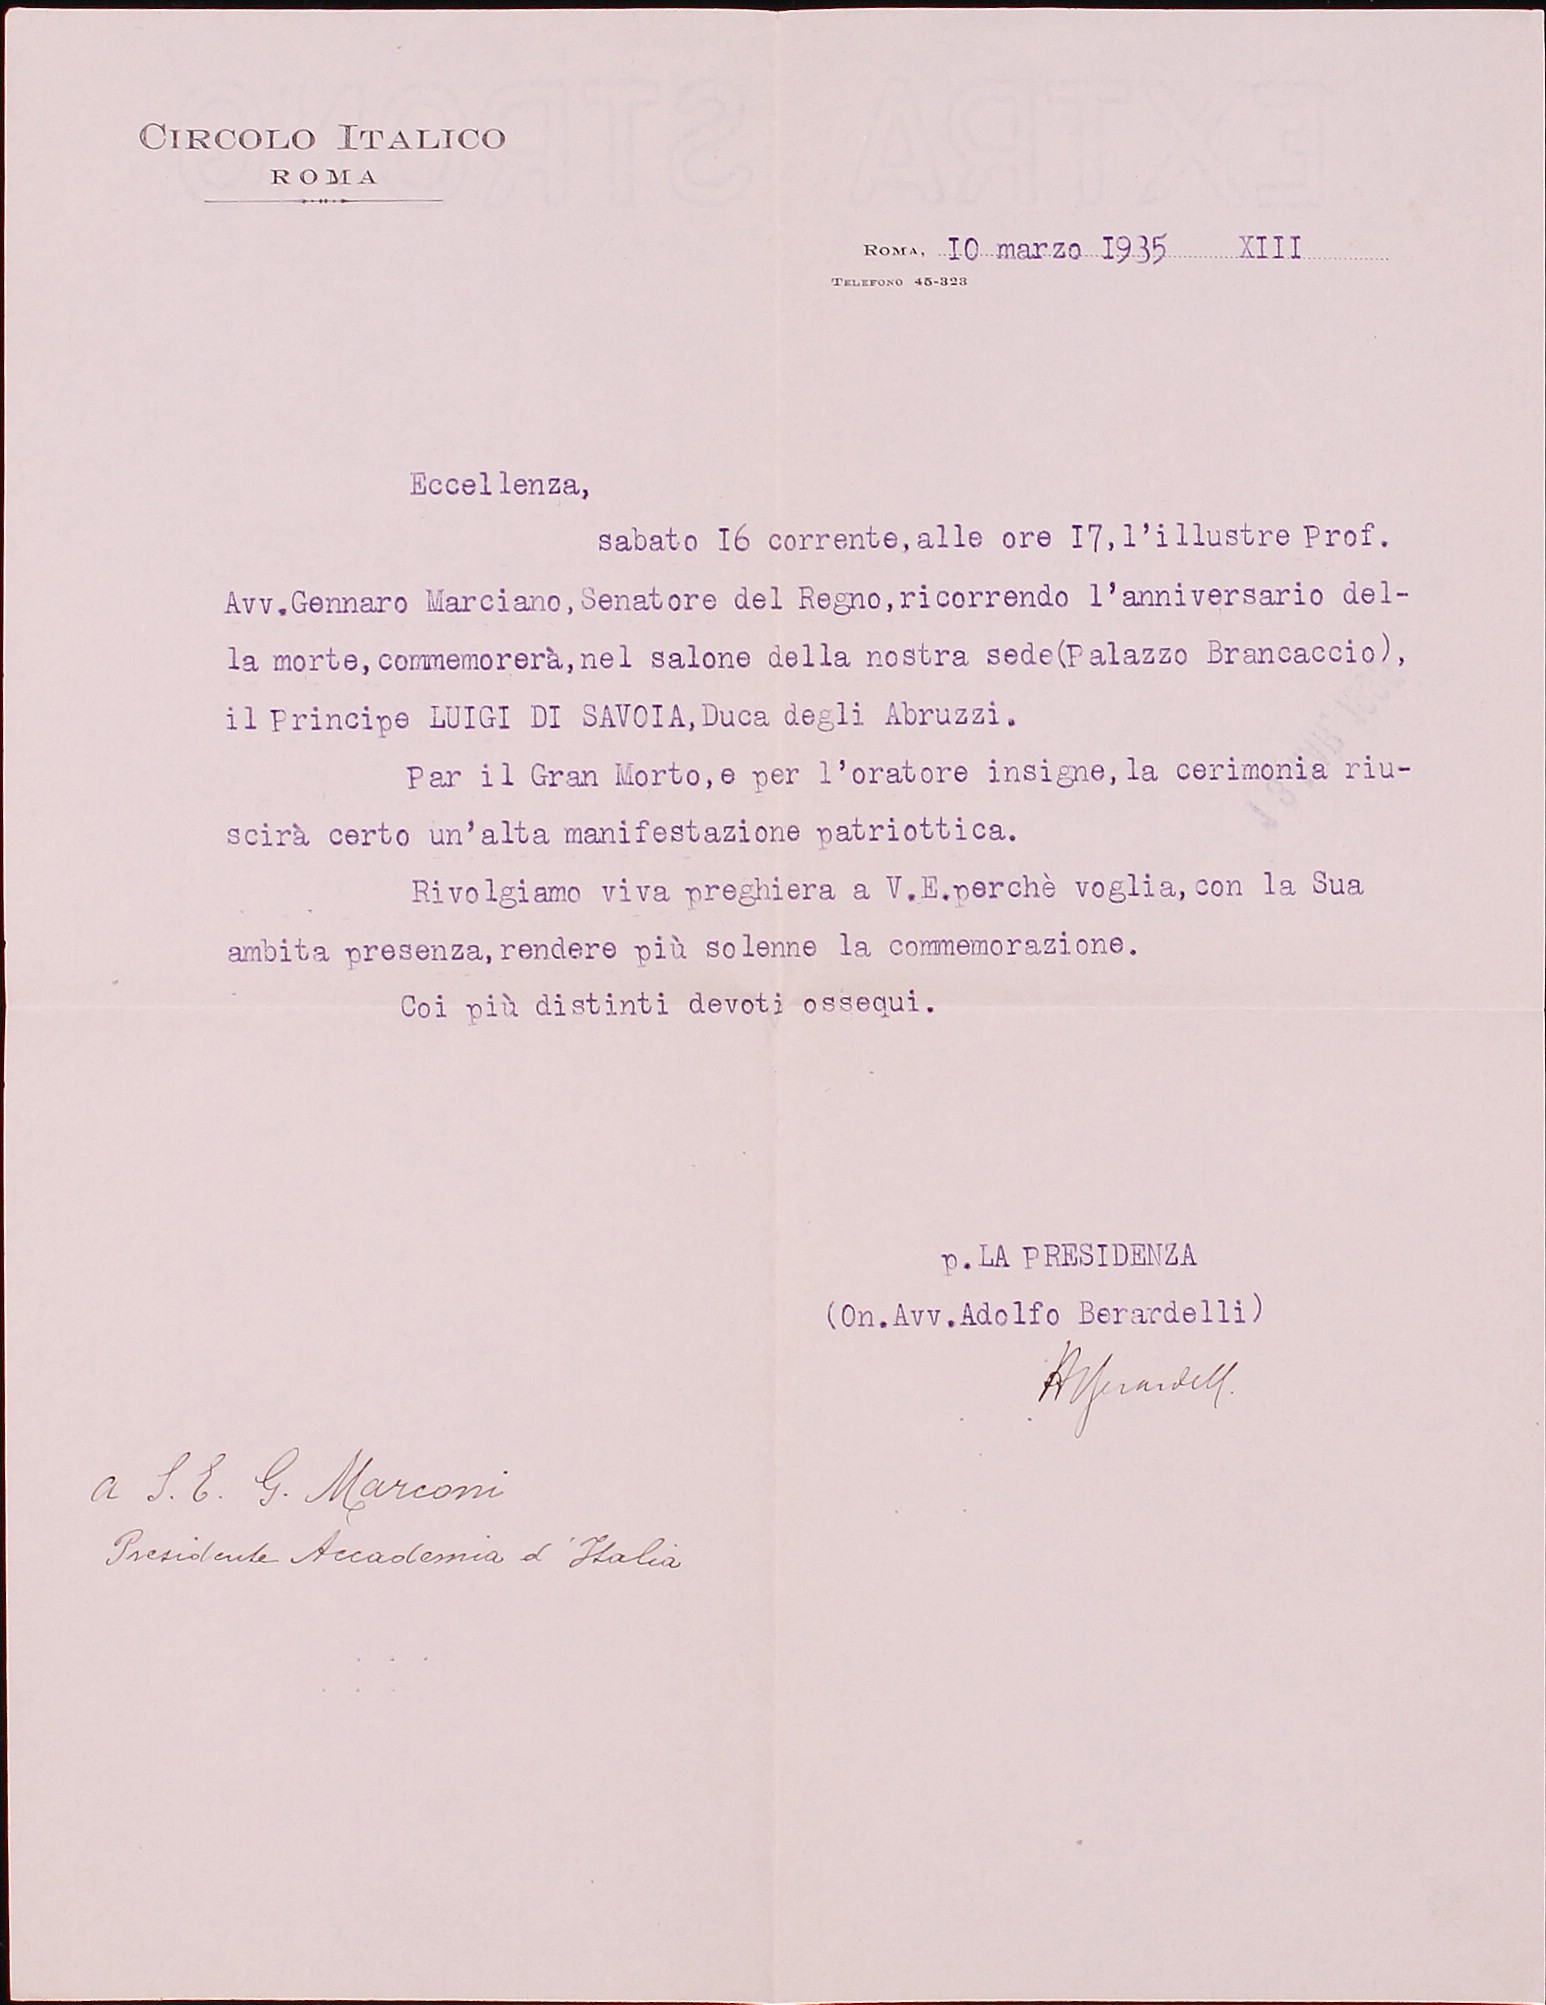 CIRCOLO ITALICO
ROMA
ROMA, 10 marzo 1935 XIII
TELEFONO 45-323
Eccellenza,
sabato 16 corrente,alle ore 17,l'illustre Prof.
Avv.Gennaro Marciano,Senatore del Regno,ricorrendo l'anniversario del-
la morte,commemorerà,nel salone della nostra sede(Palazzo Brancaccio),
il Principe LUIGI DI SAVOIA,Duca degli Abruzzi.
Par il Gran Morto,e per l'oratore insigne,la cerimonia riu-
scirà certo un'alta manifestazione patriottica.
Rivolgiamo viva preghiera a V.E.perchè voglia,con la Sua
ambita presenza,rendere più solenne la commemorazione.
Coi più distinti devoti ossequi.
p.LA PRESIDENZA
(On.Avv.Adolfo Berardelli)
ABerardelli
a S. E. G. Marconi
Presidente Accademia d'Italia